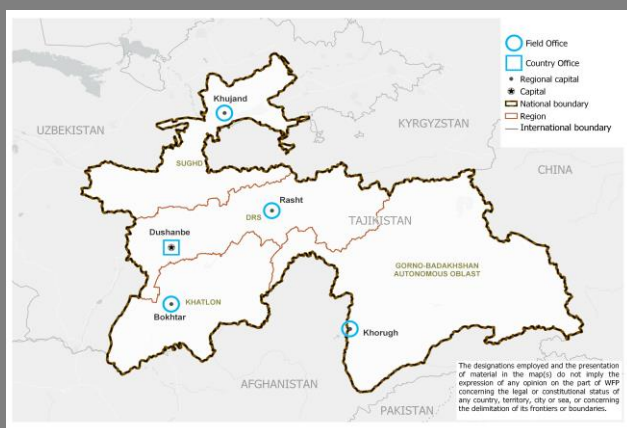 Field Office
Country Office
Regional capital
Capital
National boundary
Region
International boundary
Khujand
UZBEKISTAN
KYRGYZSTAN
SUGHD
CHINA
Rasht
DRS
TAJIKISTAN
Dushanbe
GORNO-BADAKHSHAN
AUTONOMOUS OBLAST
KHATLON
Bokhtar
Khorugh
AFGHANISTAN
PAKISTAN
The designations employed and the presentation
of material in the map(s) do not imply the
expression of any opinion on the part of WFP
concerning the legal or constitutional status of
any country, territory, city or sea, or concerning
the delimitation of its frontiers or boundaries.